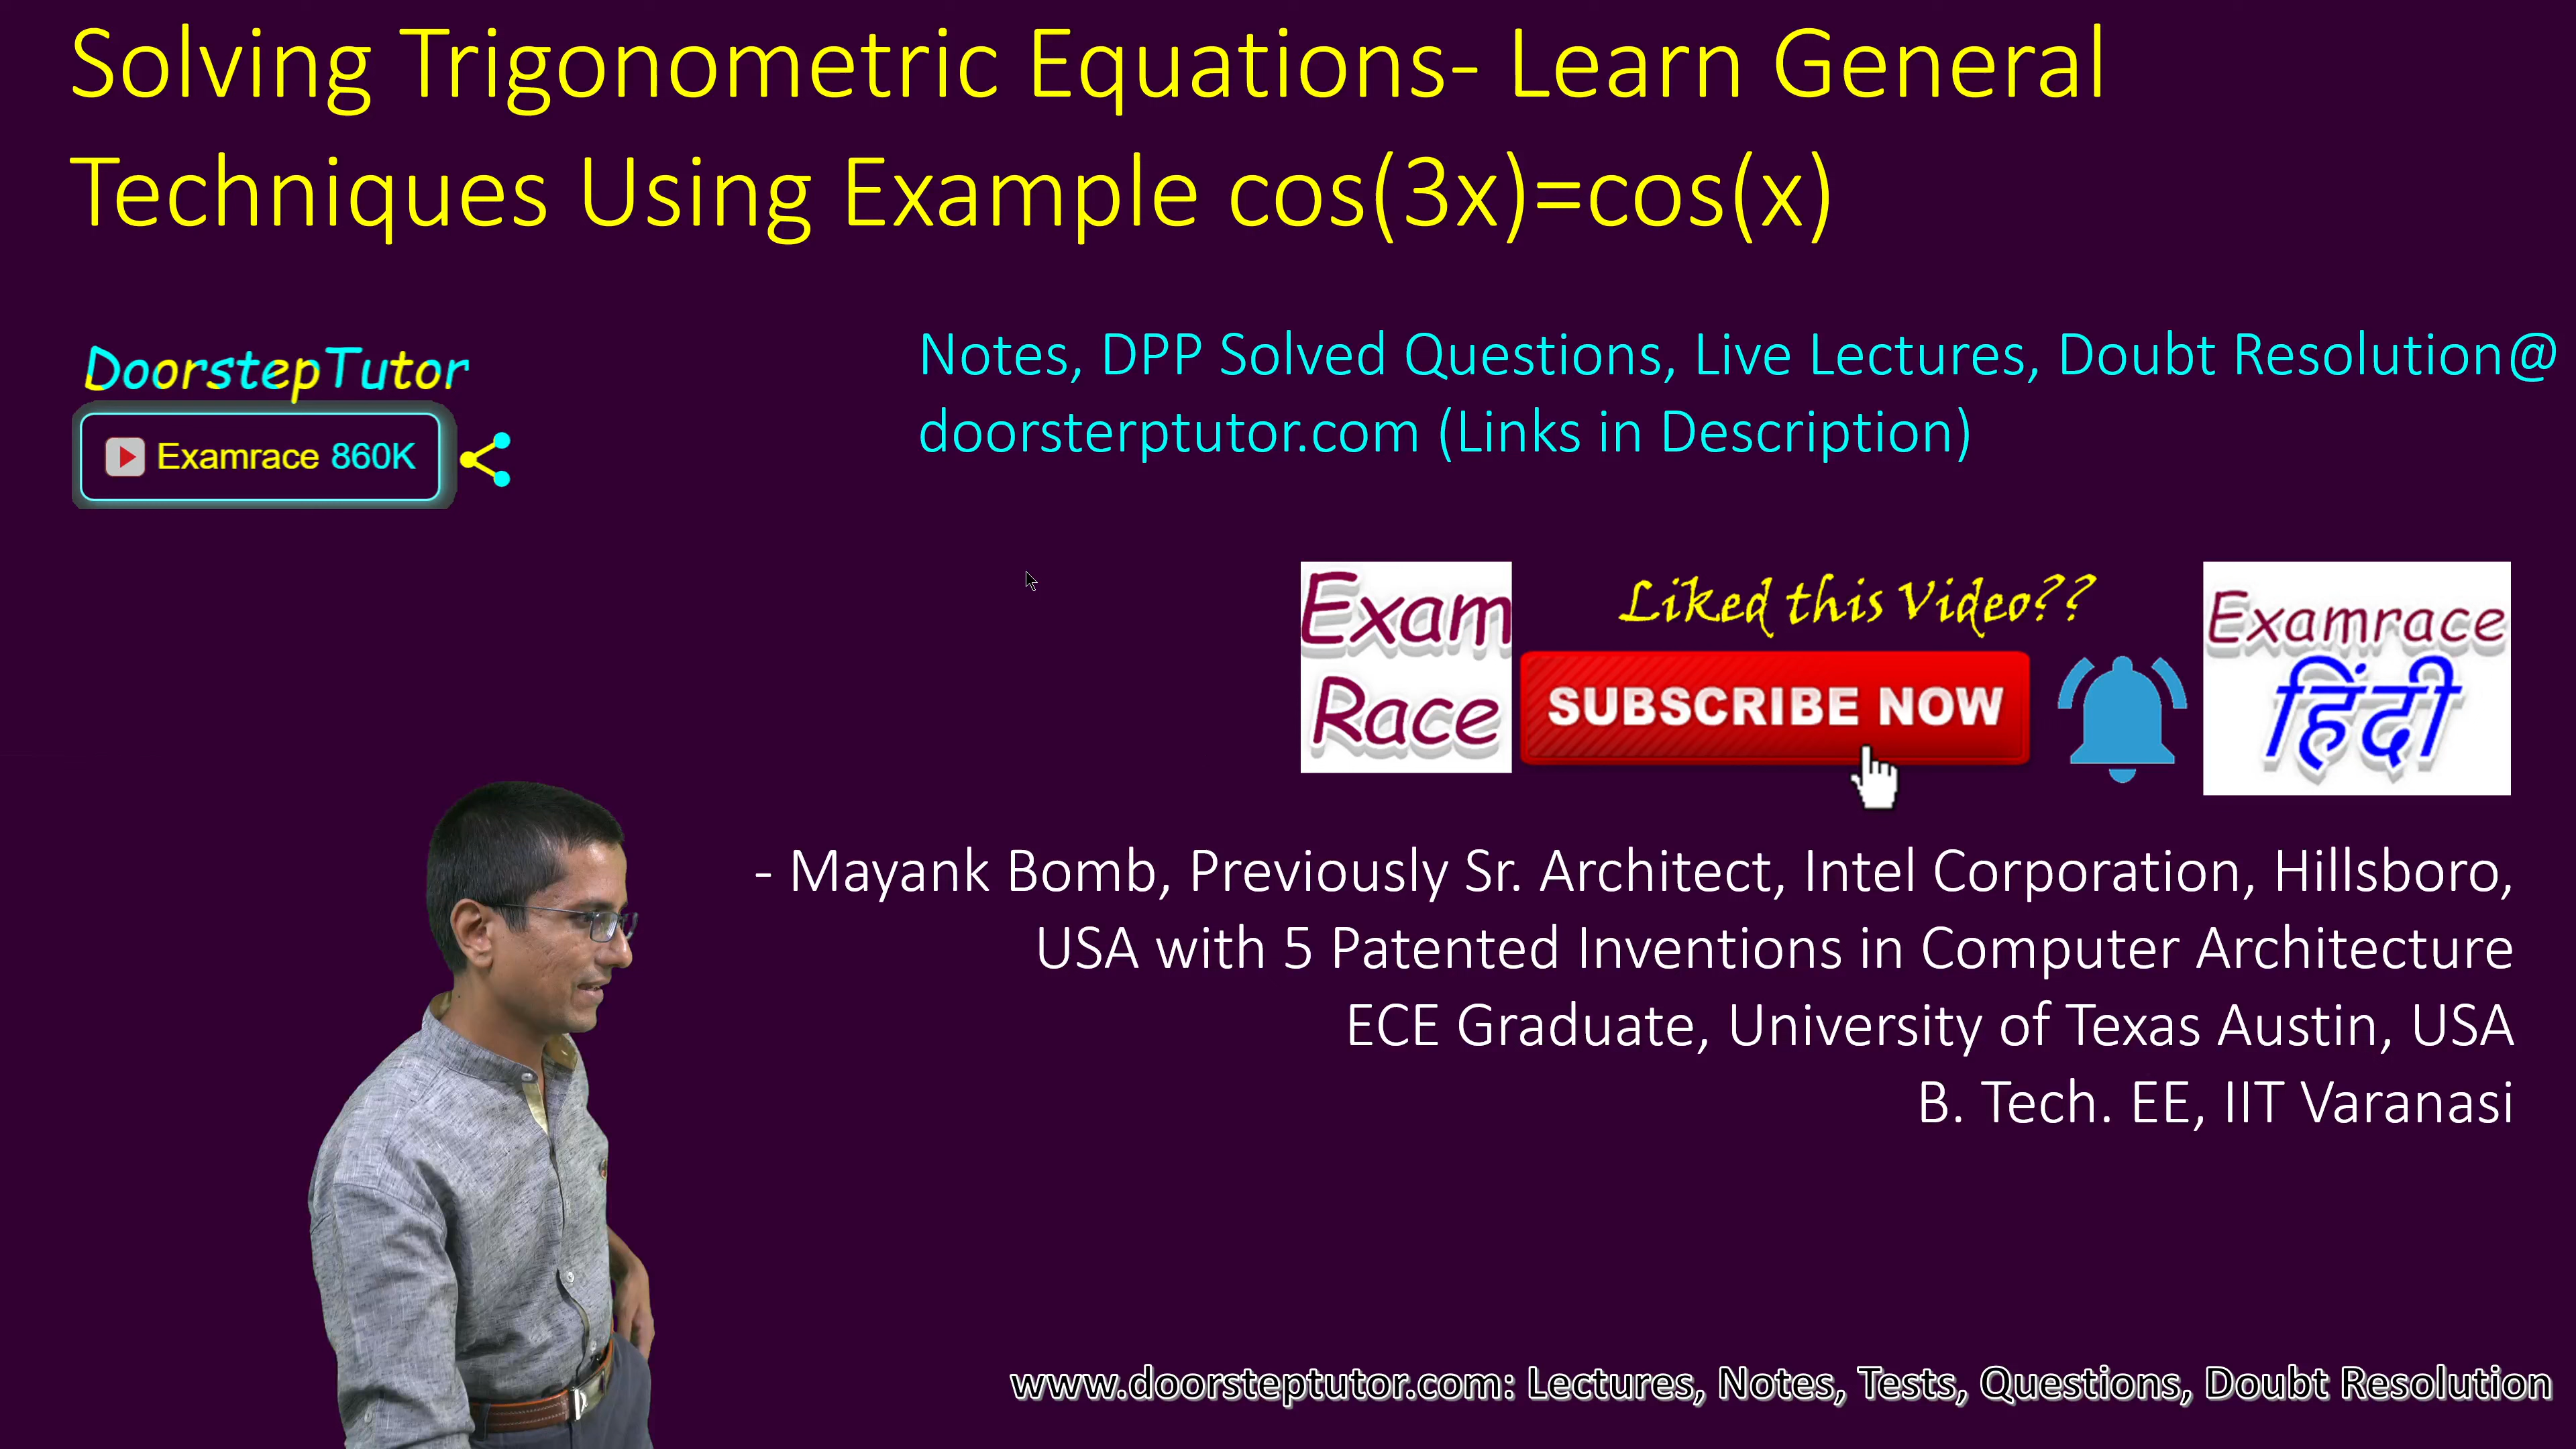 Solving Trigonometric Equations- Learn General
Techniques Using Example cos(3x)=cos(x)
DoorstepTutor
Examrace 860K
Notes, DPP Solved Questions, Live Lectures, Doubt Resolution@
doorsterptutor.com (Links in Description)
Exam
Race
Liked this Video??
SUBSCRIBE NOW
Examrace
हिंदी
- Mayank Bomb, Previously Sr. Architect, Intel Corporation, Hillsboro,
USA with 5 Patented Inventions in Computer Architecture
ECE Graduate, University of Texas Austin, USA
B. Tech. EE, IIT Varanasi
www.doorsteptutor.com: Lectures, Notes, Tests, Questions, Doubt Resolution